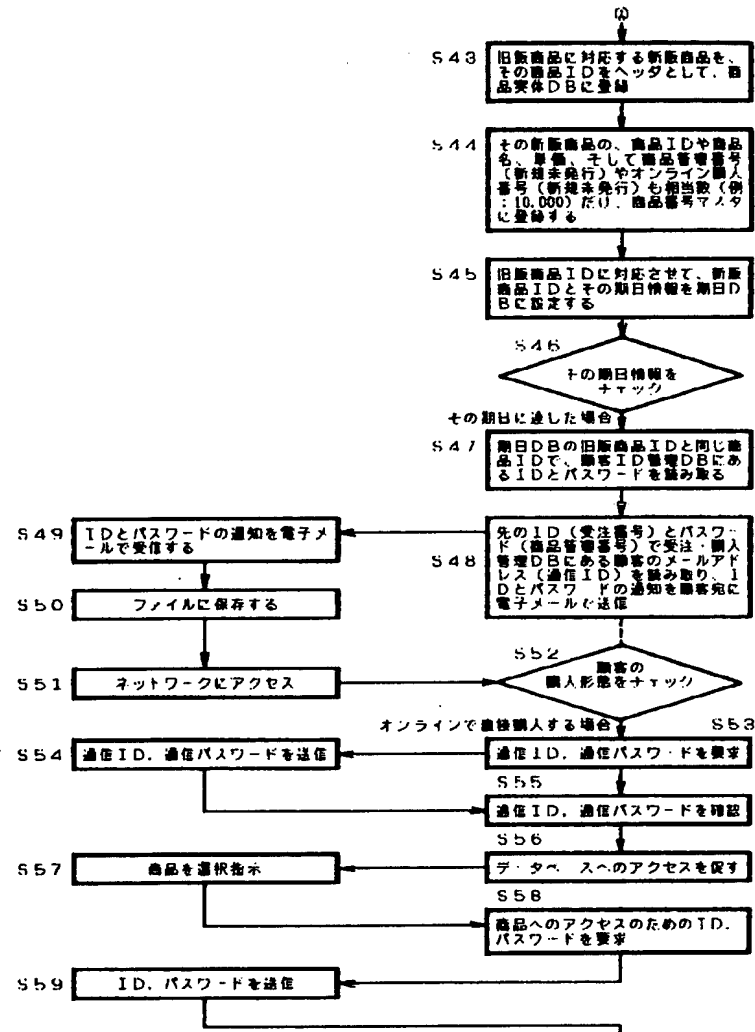 S43
旧版商品に対応する新版商品を、
その商品IDをヘッダとして、商
品実体DBに登録
S44
その新版商品の、商品IDや商品
名、単価、そして商品管理番号
(新規未発行)やオンライン購入
番号(新規未発行)も相当数(例
:10,000)だけ、商品番号マスタ
に登録する
S45
旧版商品IDに対応させて、新版
商品IDとその期日情報を期日D
Bに設定する
S46
その期日情報を
チェック
その期日に達した場合
S47
期日DBの旧版商品IDと同じ商
品IDで、顧客ID管理DBにあ
るIDとパスワードを読み取る
S48
先のID(受注番号)とパスワー
ド(商品管理番号)で受注・購入
管理DBにある顧客のメールアド
レス(通信ID)を読み取り、I
Dとパスワードの通知を顧客宛に
電子メールで送信
S49
IDとパスワードの通知を電子メ
ールで受信する
S50
ファイルに保存する
S51
ネットワークにアクセス
S52
顧客の
購入形態をチェック
オンラインで直接購入する場合
S53
通信ID,通信パスワードを要求
S54
通信ID,通信パスワードを送信
S55
通信ID,通信パスワードを確認
S56
データベースへのアクセスを促す
S57
商品を選択指示
S58
商品へのアクセスのためのID,
パスワードを要求
S59
ID,パスワードを送信